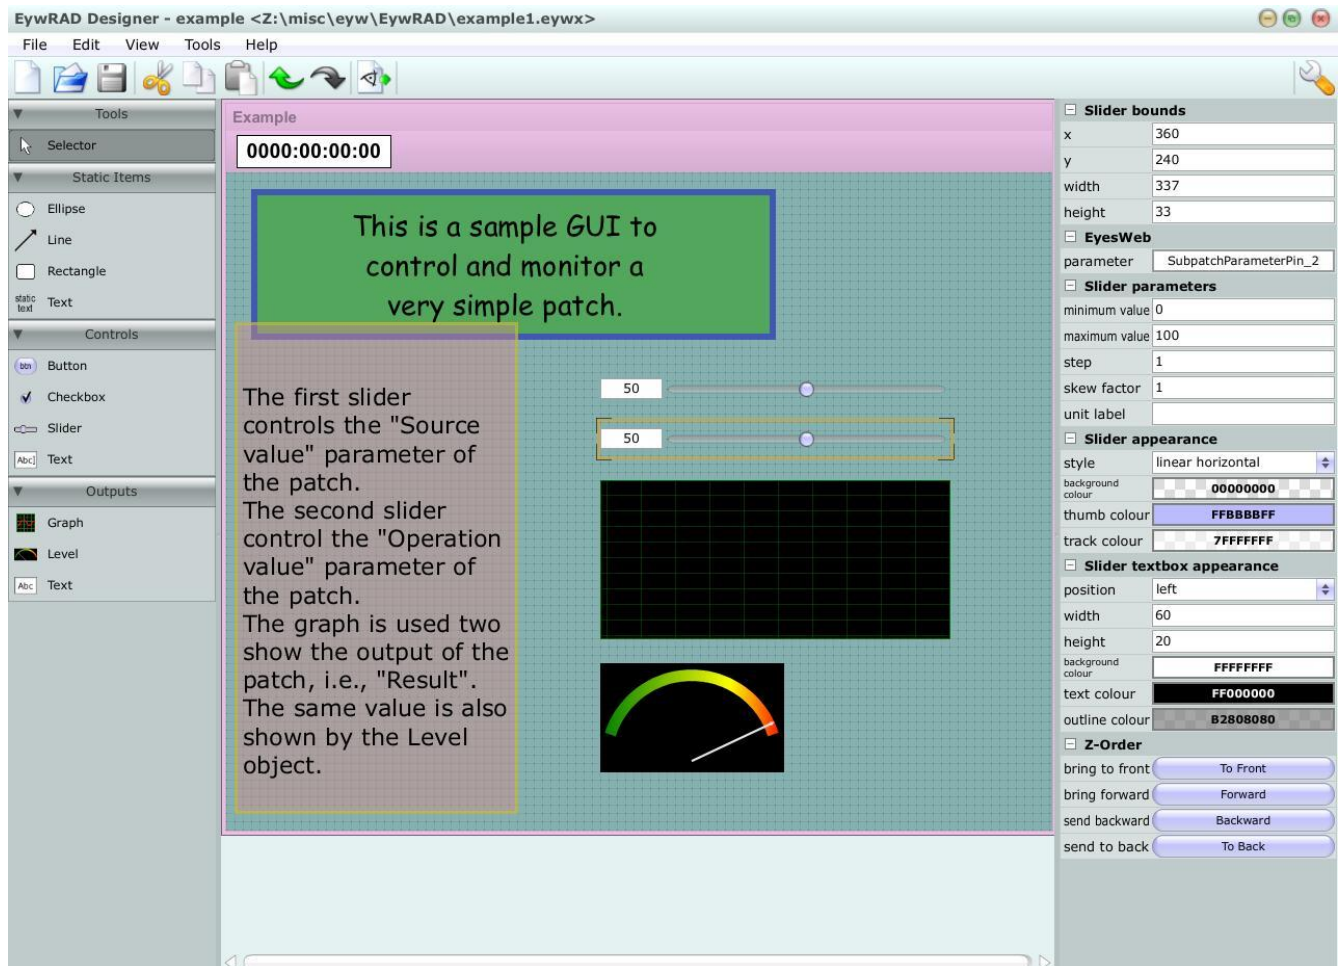 EywRAD Designer - example <Z:\misc\eyw\EywRAD\example1.eywx>
File Edit View Tools Help
Tools
Selector
Static Items
Ellipse
Line
Rectangle
static text Text
Controls
btn Button
Checkbox
Slider
Abc] Text
Outputs
Graph
Level
Abc Text
Example
0000:00:00:00
This is a sample GUI to
control and monitor a
very simple patch.
The first slider
controls the "Source
value" parameter of
the patch.
The second slider
control the "Operation
value" parameter of
the patch.
The graph is used two
show the output of the
patch, i.e., "Result".
The same value is also
shown by the Level
object.
50
50
Slider bounds
x 360
y 240
width 337
height 33
EyesWeb
parameter SubpatchParameterPin_2
Slider parameters
minimum value 0
maximum value 100
step 1
skew factor 1
unit label
Slider appearance
style linear horizontal
background colour 00000000
thumb colour FFBBBBFF
track colour 7FFFFFFF
Slider textbox appearance
position left
width 60
height 20
background colour FFFFFFFF
text colour FF000000
outline colour B2808080
Z-Order
bring to front To Front
bring forward Forward
send backward Backward
send to back To Back